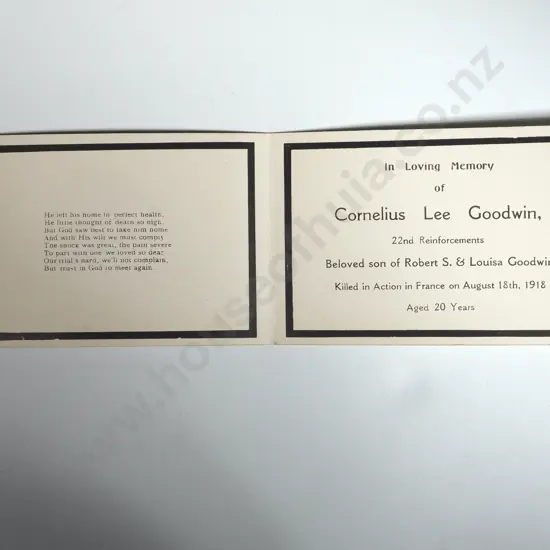 He left his home in perfect health,
He little thought of death so nigh,
But God saw best to take him home
And with His will we must comply
The shock was great, the pain severe
To part with one we loved so dear
Our trial's hard, we'll not complain,
But trust in God to meet again
In Loving Memory
of
Cornelius Lee Goodwin,
22nd Reinforcements
Beloved son of Robert S. & Louisa Goodwin
Killed in Action in France on August 18th, 1918
Aged 20 Years
www.houseofhuia.co.nz